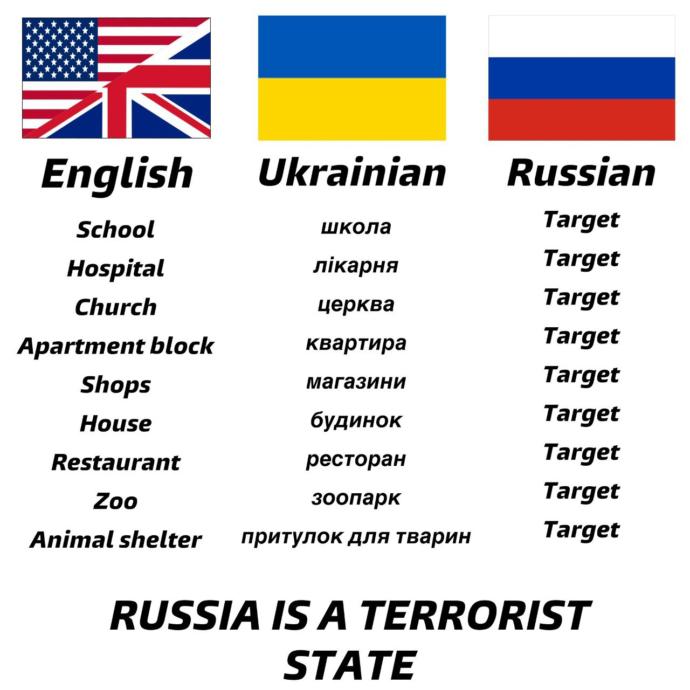 English Ukrainian Russian
School школа Target
Hospital лікарня Target
Church церква Target
Apartment block квартира Target
Shops магазини Target
House будинок Target
Restaurant ресторан Target
Zoo зоопарк Target
Animal shelter притулок для тварин Target
RUSSIA IS A TERRORIST
STATE